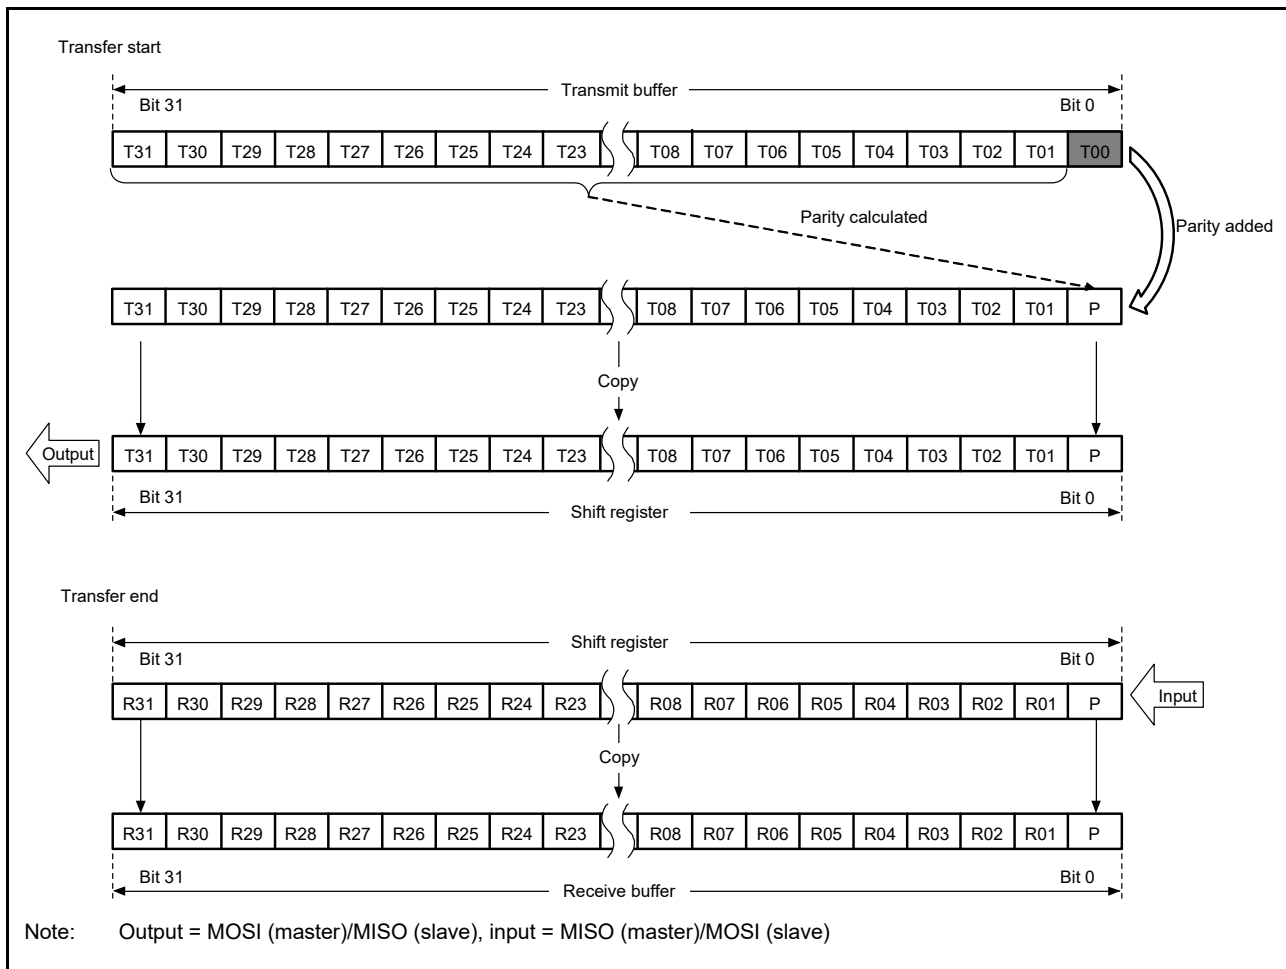 Transfer start
Transmit buffer
Bit 31 Bit 0
T31 T30 T29 T28 T27 T26 T25 T24 T23 T08 T07 T06 T05 T04 T03 T02 T01 T00
Parity calculated
Parity added
T31 T30 T29 T28 T27 T26 T25 T24 T23 T08 T07 T06 T05 T04 T03 T02 T01 P
Copy
Output
T31 T30 T29 T28 T27 T26 T25 T24 T23 T08 T07 T06 T05 T04 T03 T02 T01 P
Bit 31 Bit 0
Shift register
Transfer end
Shift register
Bit 31 Bit 0
R31 R30 R29 R28 R27 R26 R25 R24 R23 R08 R07 R06 R05 R04 R03 R02 R01 P
Input
Copy
R31 R30 R29 R28 R27 R26 R25 R24 R23 R08 R07 R06 R05 R04 R03 R02 R01 P
Bit 31 Bit 0
Receive buffer
Note: Output = MOSI (master)/MISO (slave), input = MISO (master)/MOSI (slave)